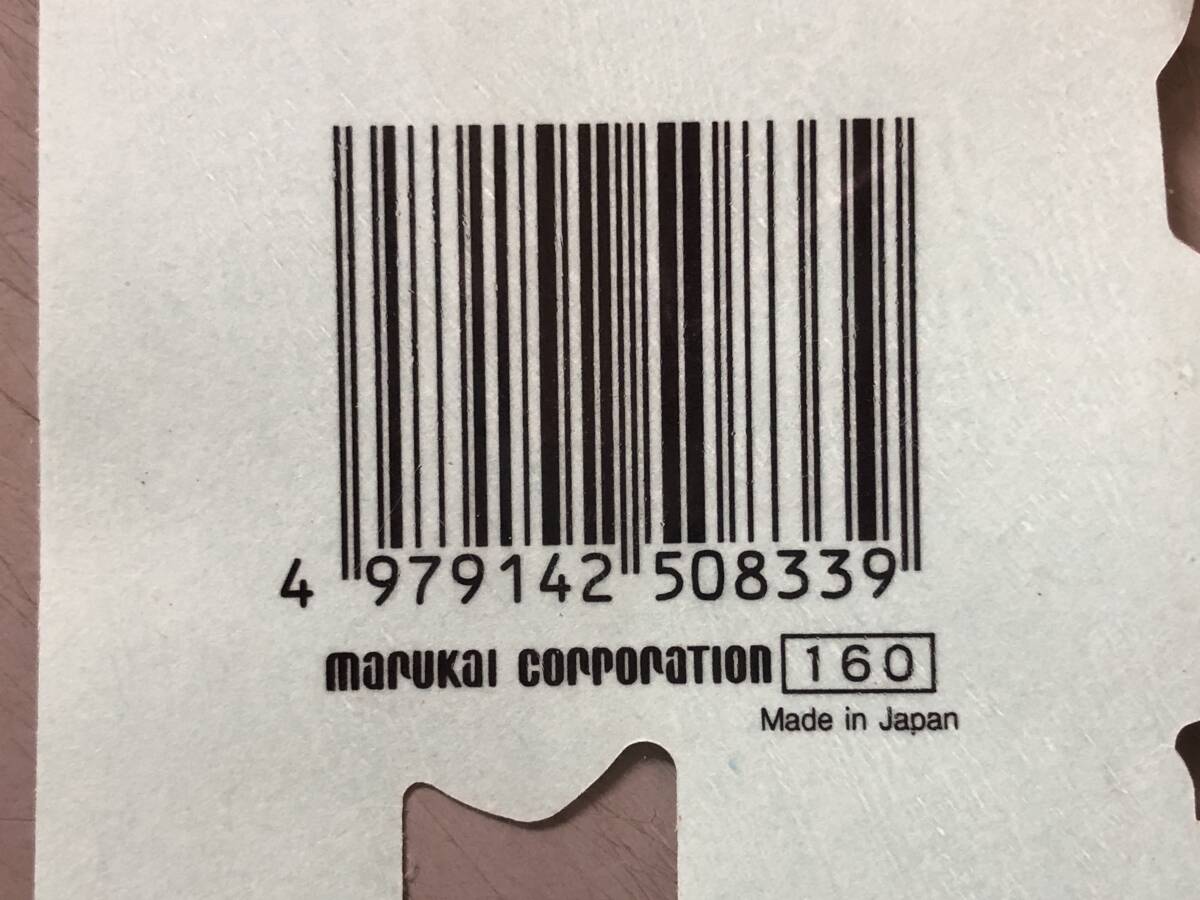 4 979142 508339
marukai corporation 160
Made in Japan